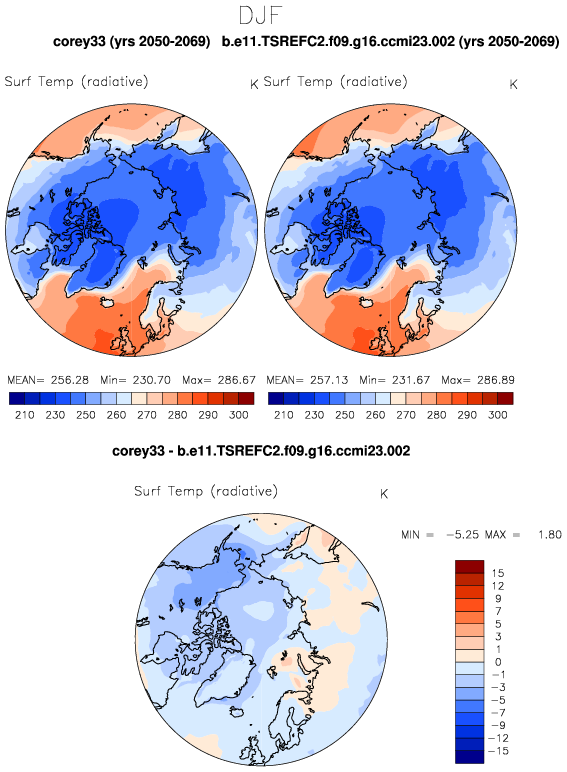 DJF
corey33 (yrs 2050-2069) b.e11.TSREFC2.f09.g16.ccmi23.002 (yrs 2050-2069)
Surf Temp (radiative) K Surf Temp (radiative) K
MEAN= 256.28 Min= 230.70 Max= 286.67 MEAN= 257.13 Min= 231.67 Max= 286.89
210 230 250 260 270 280 290 300 210 230 250 260 270 280 290 300
corey33 - b.e11.TSREFC2.f09.g16.ccmi23.002
Surf Temp (radiative) K
MIN = -5.25 MAX = 1.80
15
12
9
7
5
3
1
0
-1
-3
-5
-7
-9
-12
-15